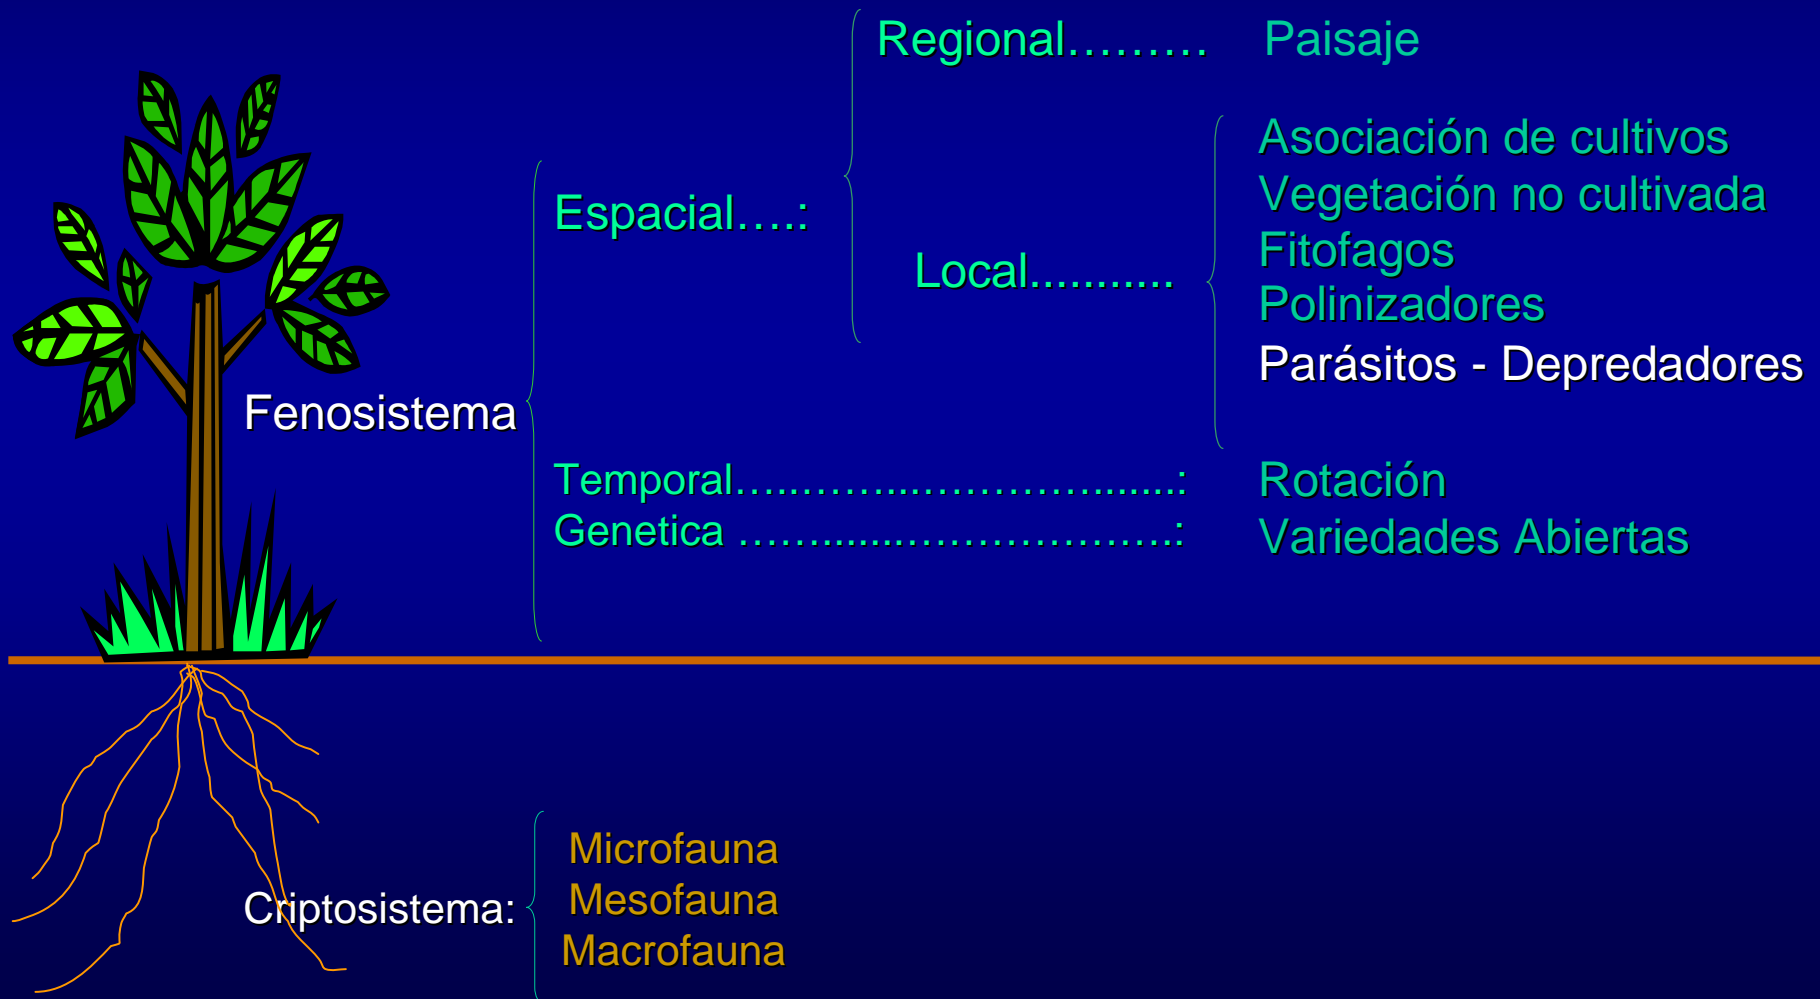 Regional……… Paisaje
Asociación de cultivos
Vegetación no cultivada
Espacial….:
Fitofagos
Local...........
Polinizadores
Parásitos - Depredadores
Fenosistema
Temporal…..……...………….......: Rotación
Genetica …….......……………….: Variedades Abiertas
Microfauna
Criptosistema:
Mesofauna
Macrofauna